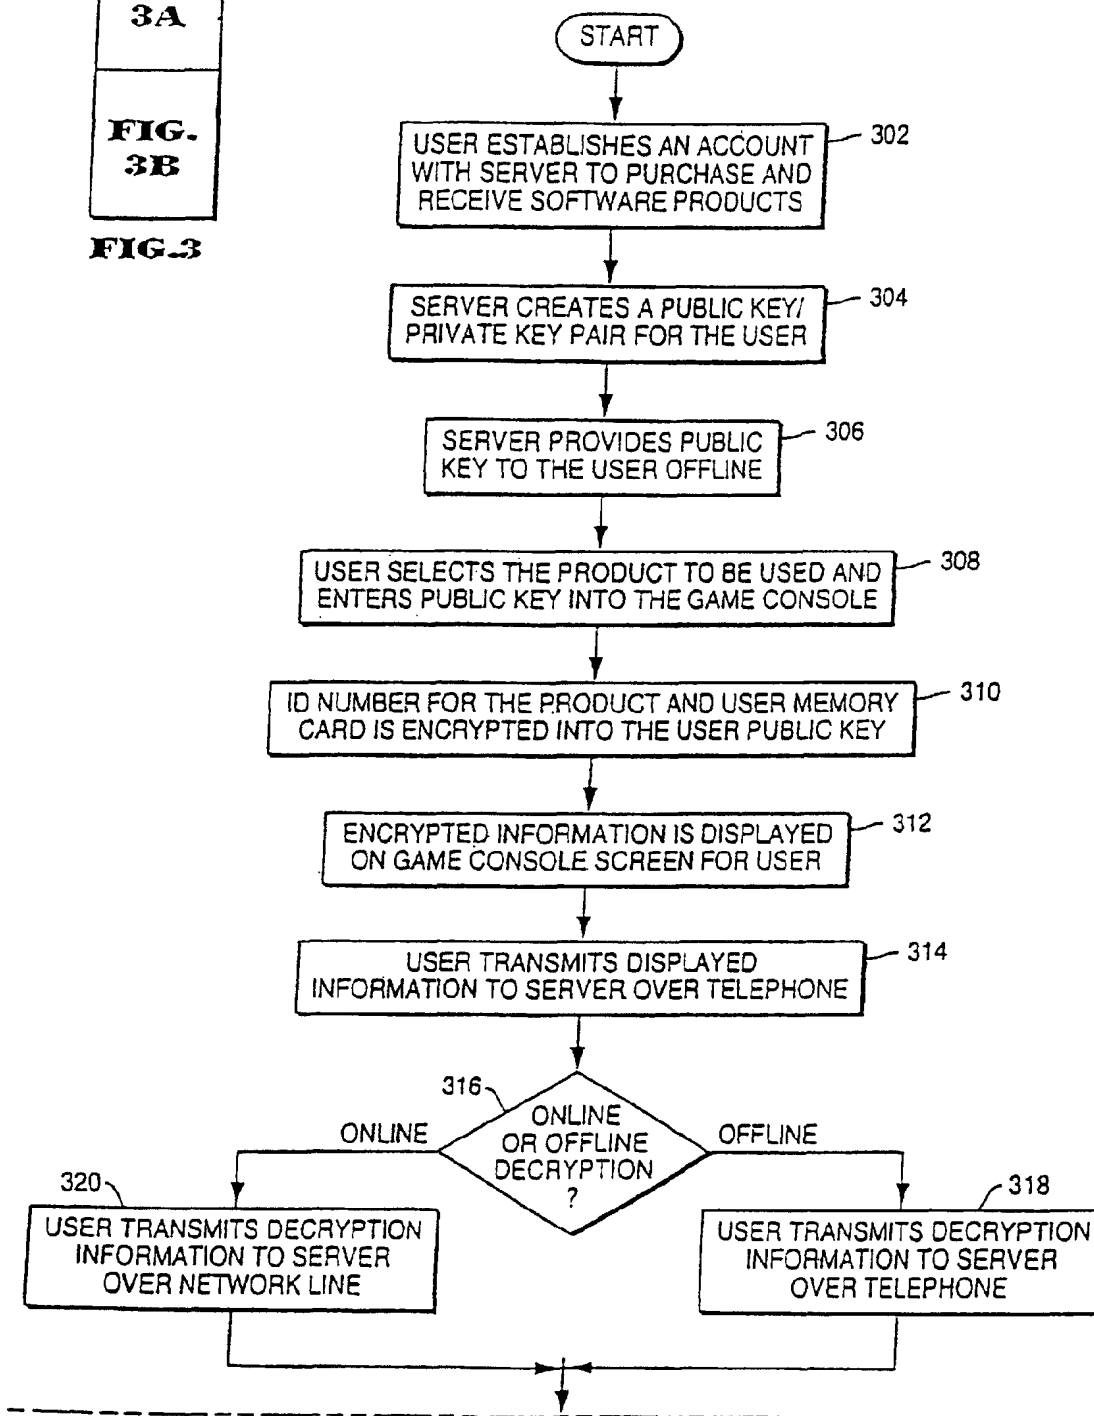 3A
FIG.
3B
FIG.3
START
302
USER ESTABLISHES AN ACCOUNT
WITH SERVER TO PURCHASE AND
RECEIVE SOFTWARE PRODUCTS
304
SERVER CREATES A PUBLIC KEY/
PRIVATE KEY PAIR FOR THE USER
306
SERVER PROVIDES PUBLIC
KEY TO THE USER OFFLINE
308
USER SELECTS THE PRODUCT TO BE USED AND
ENTERS PUBLIC KEY INTO THE GAME CONSOLE
310
ID NUMBER FOR THE PRODUCT AND USER MEMORY
CARD IS ENCRYPTED INTO THE USER PUBLIC KEY
312
ENCRYPTED INFORMATION IS DISPLAYED
ON GAME CONSOLE SCREEN FOR USER
314
USER TRANSMITS DISPLAYED
INFORMATION TO SERVER OVER TELEPHONE
316
ONLINE
OR OFFLINE
DECRYPTION
?
ONLINE
OFFLINE
320
USER TRANSMITS DECRYPTION
INFORMATION TO SERVER
OVER NETWORK LINE
318
USER TRANSMITS DECRYPTION
INFORMATION TO SERVER
OVER TELEPHONE